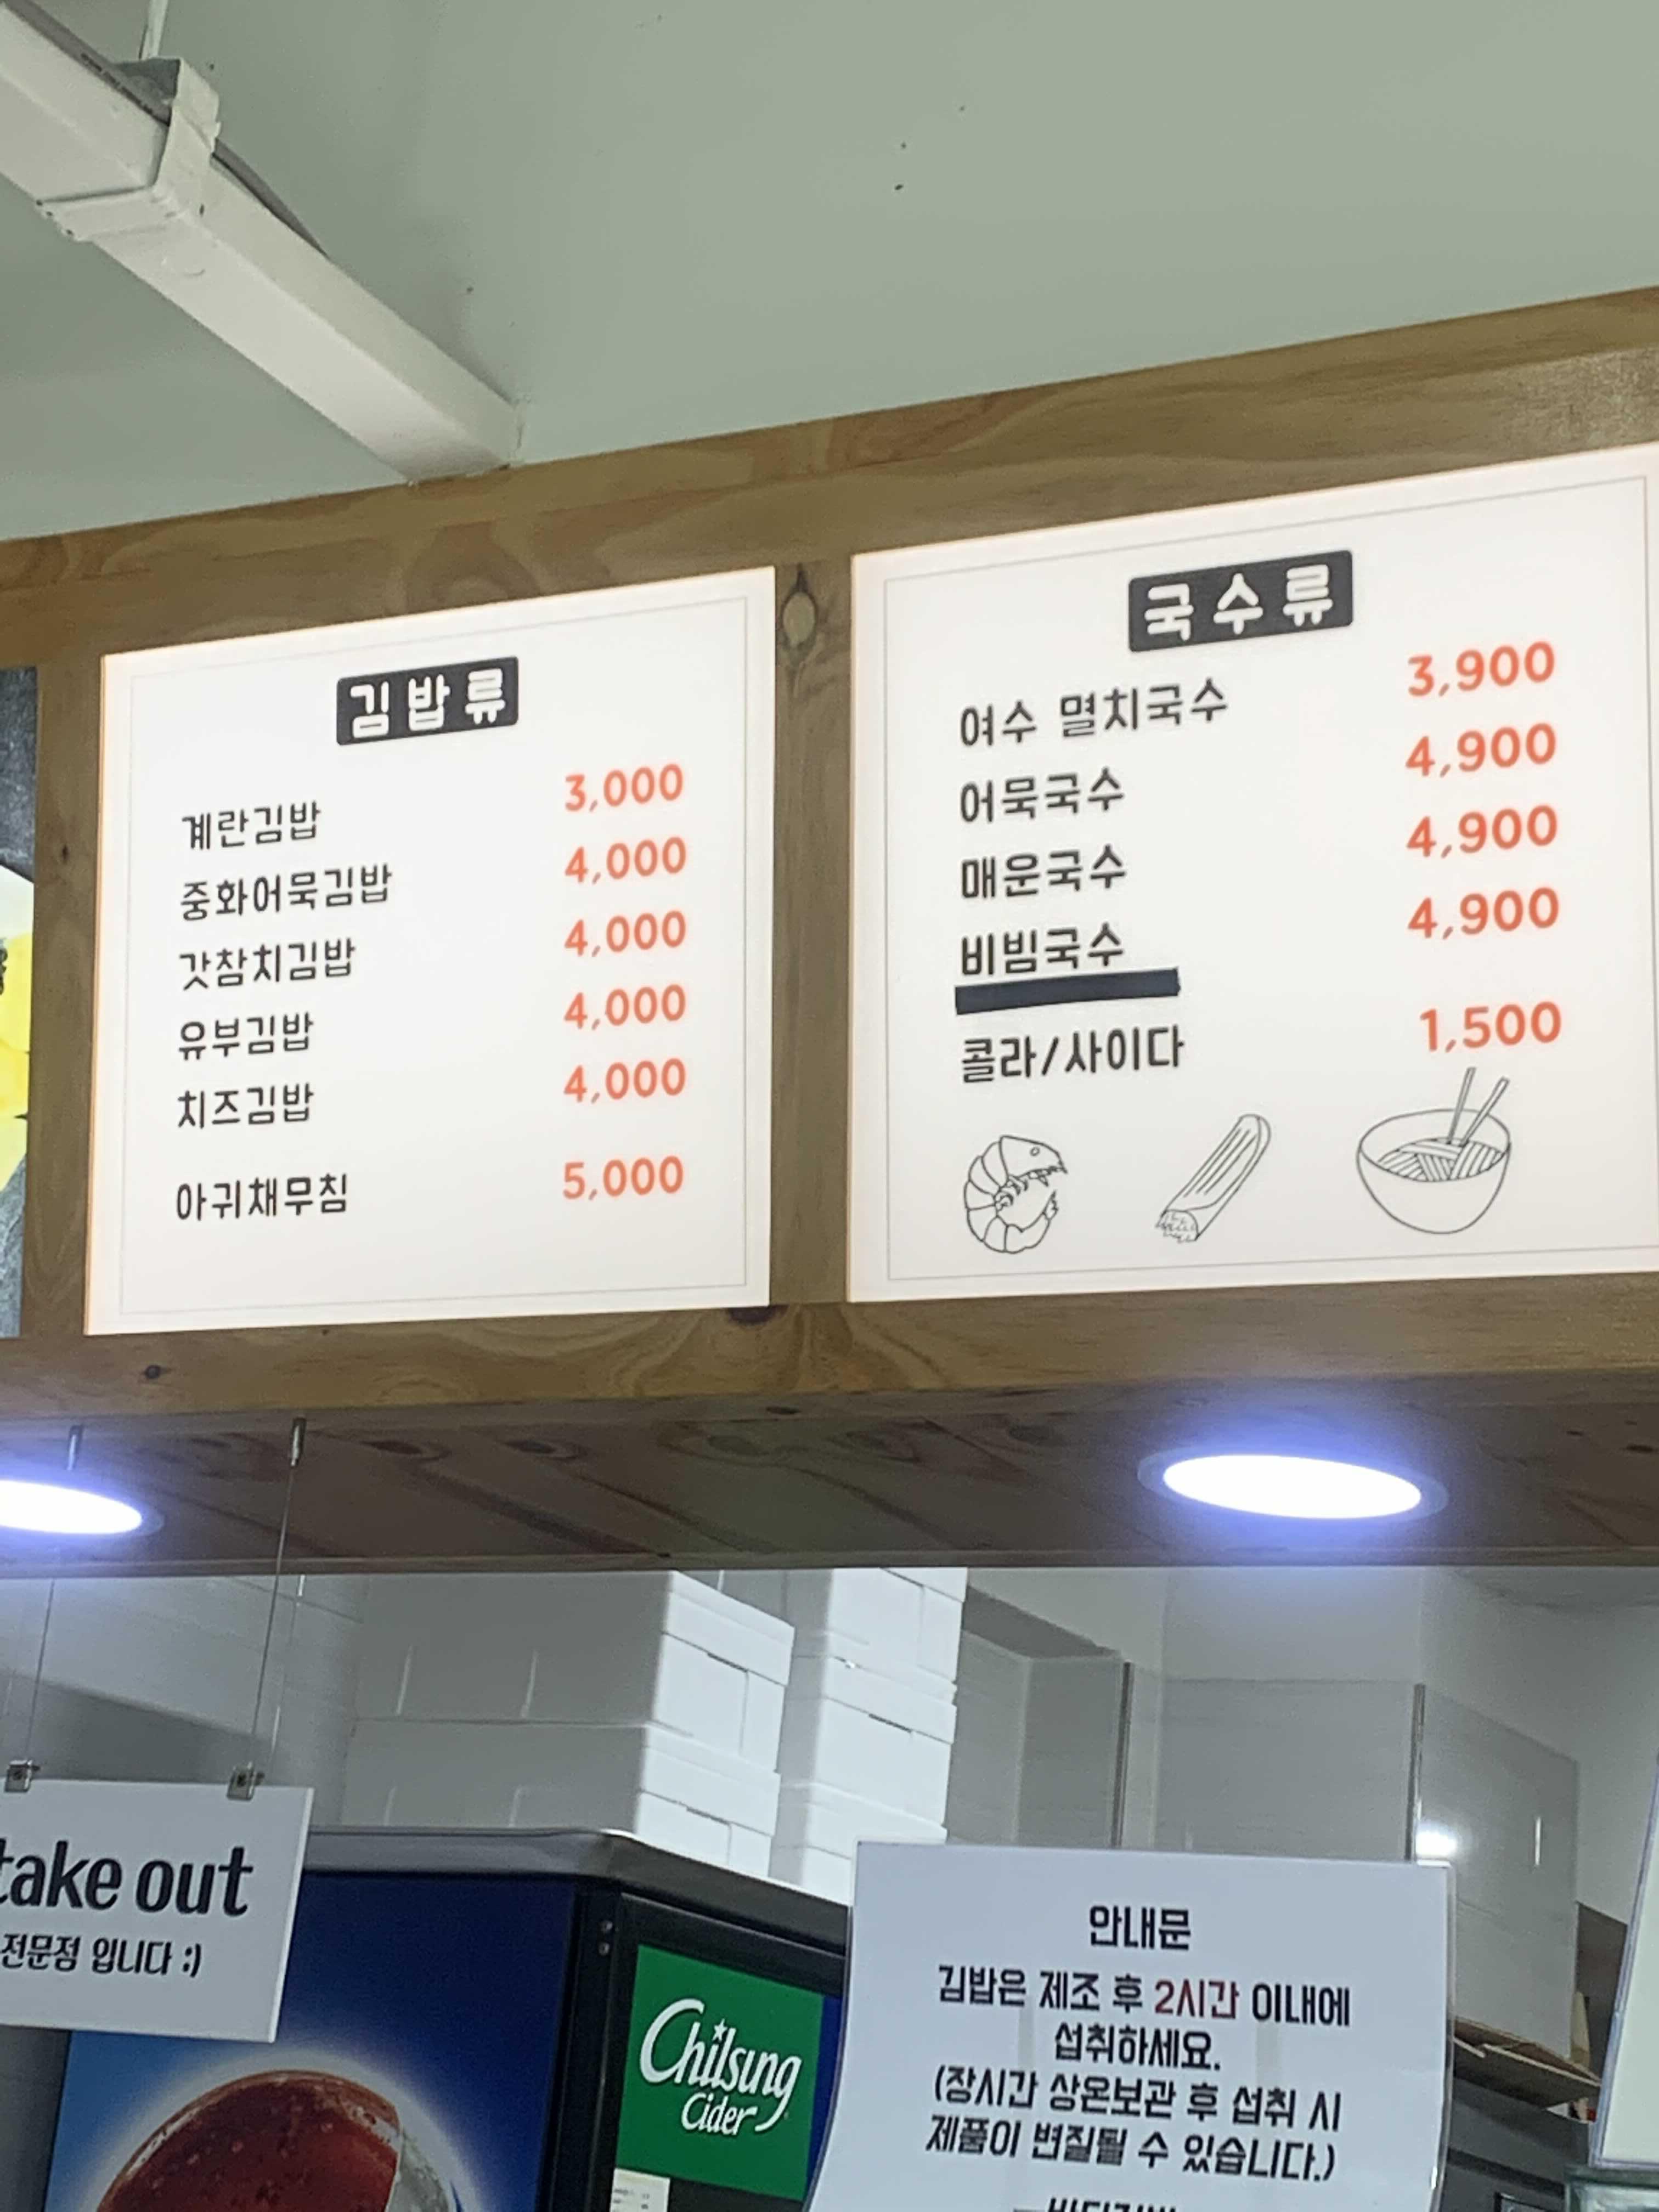 김밥류
계란김밥 3,000
중화어묵김밥 4,000
갓참치김밥 4,000
유부김밥 4,000
치즈김밥 4,000
아귀채무침 5,000
국수류
여수 멸치국수 3,900
어묵국수 4,900
매운국수 4,900
비빔국수 4,900
콜라/사이다 1,500
take out
전문점 입니다 :)
Chilsung
Cider
안내문
김밥은 제조 후 2시간 이내에
섭취하세요.
(장시간 상온보관 후 섭취 시
제품이 변질될 수 있습니다.)